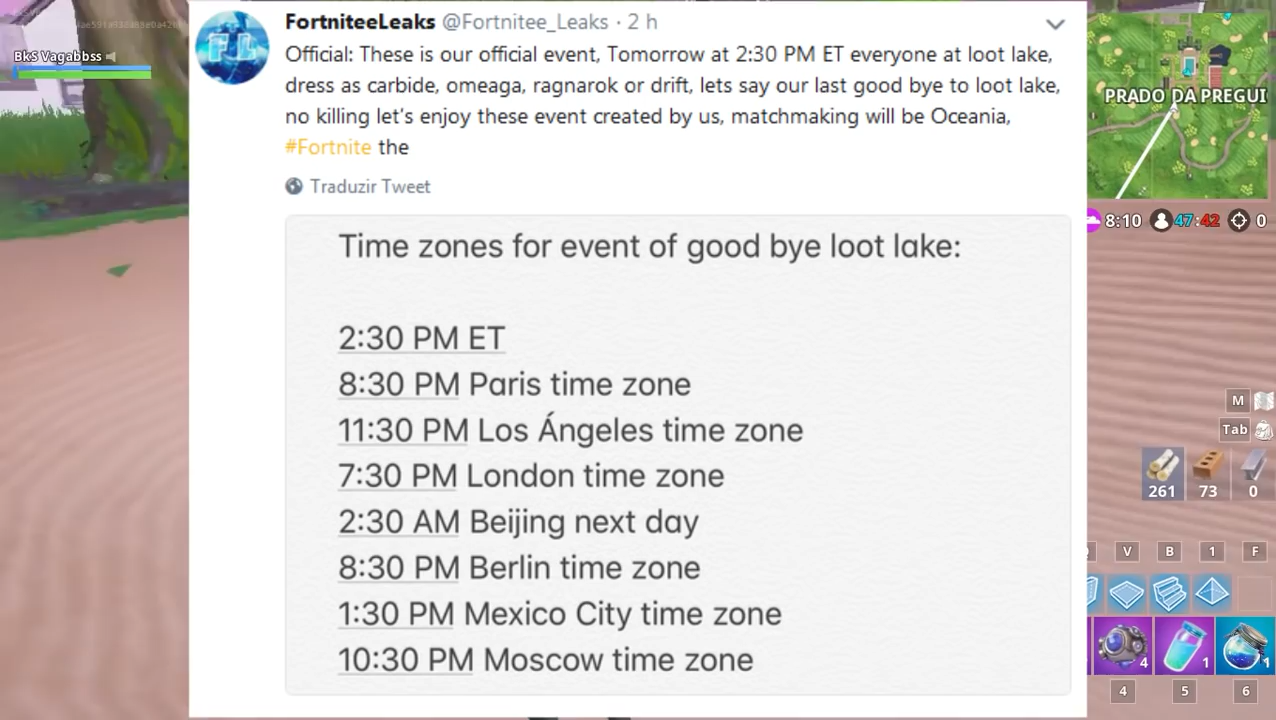 FortniteeLeaks @Fortnitee_Leaks · 2 h
Official: These is our official event, Tomorrow at 2:30 PM ET everyone at loot lake,
dress as carbide, omeaga, ragnarok or drift, lets say our last good bye to loot lake,
no killing let's enjoy these event created by us, matchmaking will be Oceania,
#Fortnite the
Traduzir Tweet
Time zones for event of good bye loot lake:
2:30 PM ET
8:30 PM Paris time zone
11:30 PM Los Ángeles time zone
7:30 PM London time zone
2:30 AM Beijing next day
8:30 PM Berlin time zone
1:30 PM Mexico City time zone
10:30 PM Moscow time zone
BkS Vagabbss
FL
PRADO DA PREGUI
8:10 47:42 0
M
Tab
261 73 0
V B 1 F
4 1 1
4 5 6